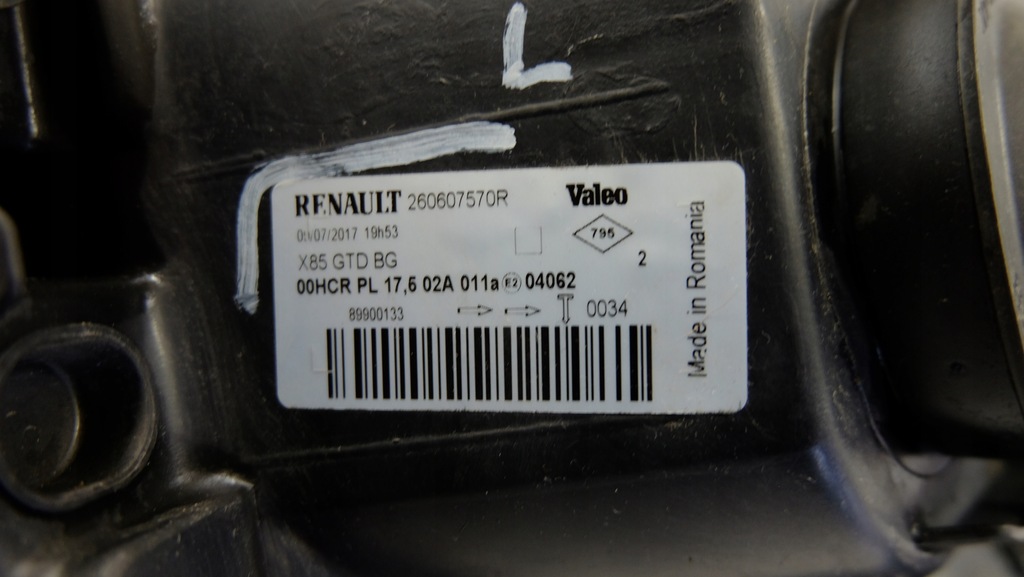 L
RENAULT 260607570R Valeo
/07/2017 19h53
795
X85 GTD BG
2
00HCR PL 17,5 02A 011a E2 04062
89900133 0034
Made in Romania